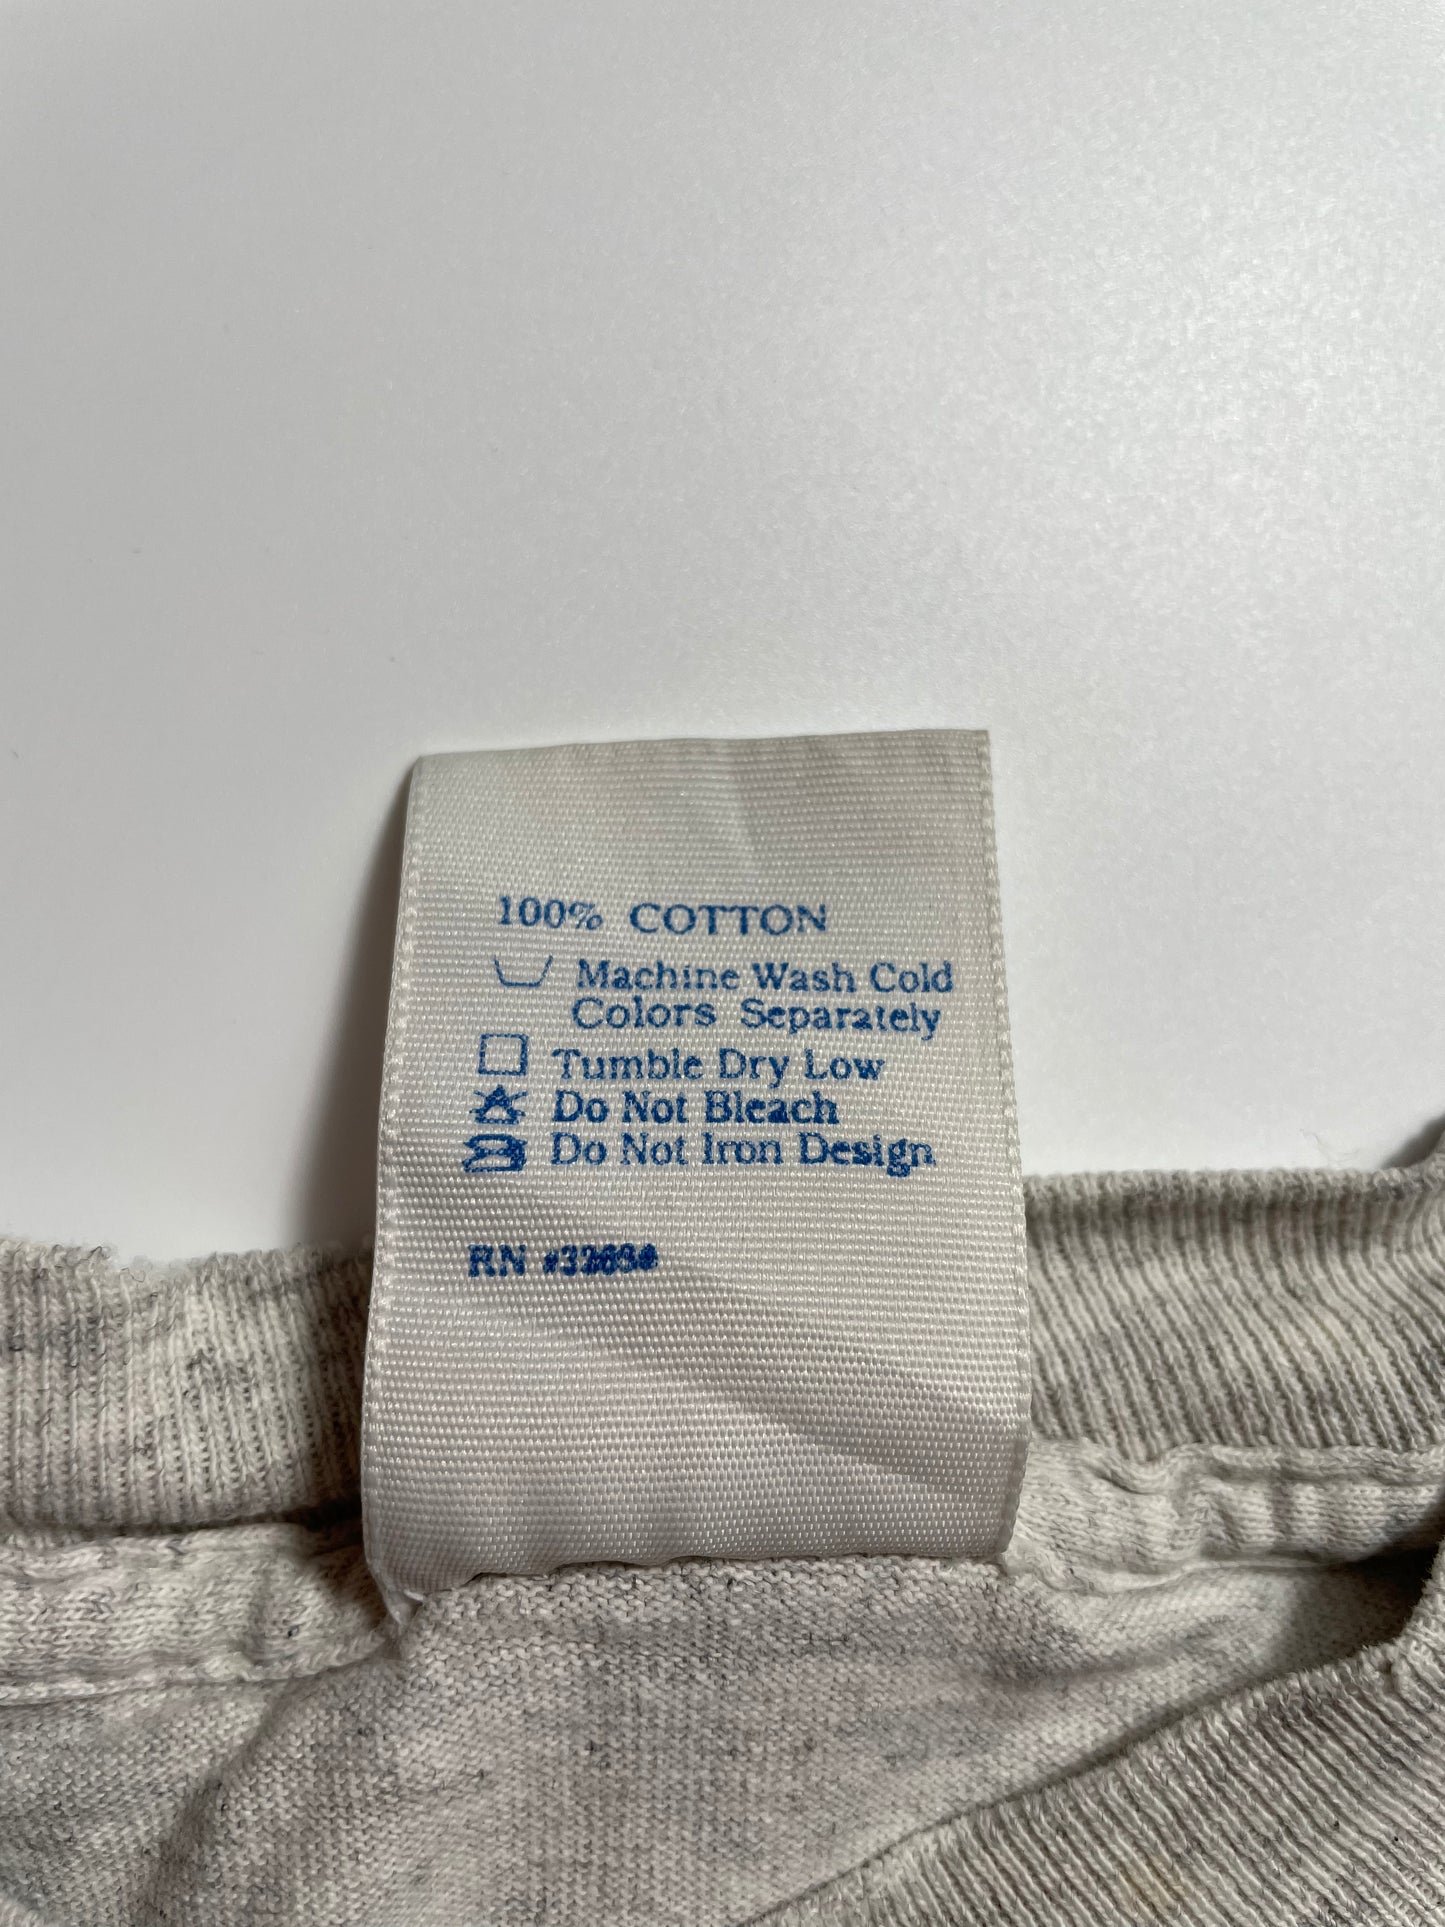 100% COTTON
Machine Wash Cold
Colors Separately
Tumble Dry Low
Do Not Bleach
Do Not Iron Design
RN